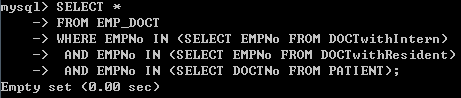 mysql> SELECT *
-> FROM EMP_DOCT
-> WHERE EMPNo IN (SELECT EMPNo FROM DOCTwithIntern)
-> AND EMPNo IN (SELECT EMPNo FROM DOCTwithResident)
-> AND EMPNo IN (SELECT DOCTNo FROM PATIENT);
Empty set (0.00 sec)